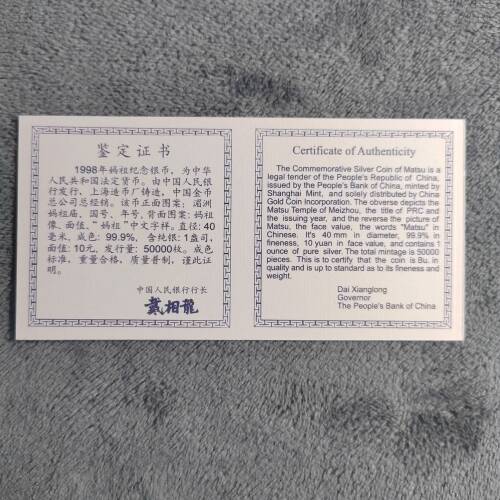 鉴定证书
1998年妈祖纪念银币，为中华
人民共和国法定货币。由中国人民银
行发行，上海造币厂铸造，中国金币
总公司总经销。该币正面图案：湄洲
妈祖庙，国号、年号，背面图案：妈祖
像，面值，“妈祖”中文字样。直径：40
毫米，成色：99.9%，含纯银：1盎司，
面值：10元，发行量：50000枚。成色
标准，重量合格，质量普制，谨此证
明。
中国人民银行行长
戴相龍
Certificate of Authenticity
The Commemorative Silver Coin of Matsu is a
legal tender of the People's Republic of China,
issued by the People's Bank of China, minted by
Shanghai Mint, and solely distributed by China
Gold Coin Incorporation. The obverse depicts the
Matsu Temple of Meizhou, the title of PRC and
the issuing year, and the reverse the picture of
Matsu, the face value, the words "Matsu" in
Chinese. It's 40 mm in diameter, 99.9% in
fineness, 10 yuan in face value, and contains 1
ounce of pure silver. The total mintage is 50000
pieces. This is to certify that the coin is Bu. in
quality and is up to standard as to its fineness and
weight.
Dai Xianglong
Governor
The People's Bank of China